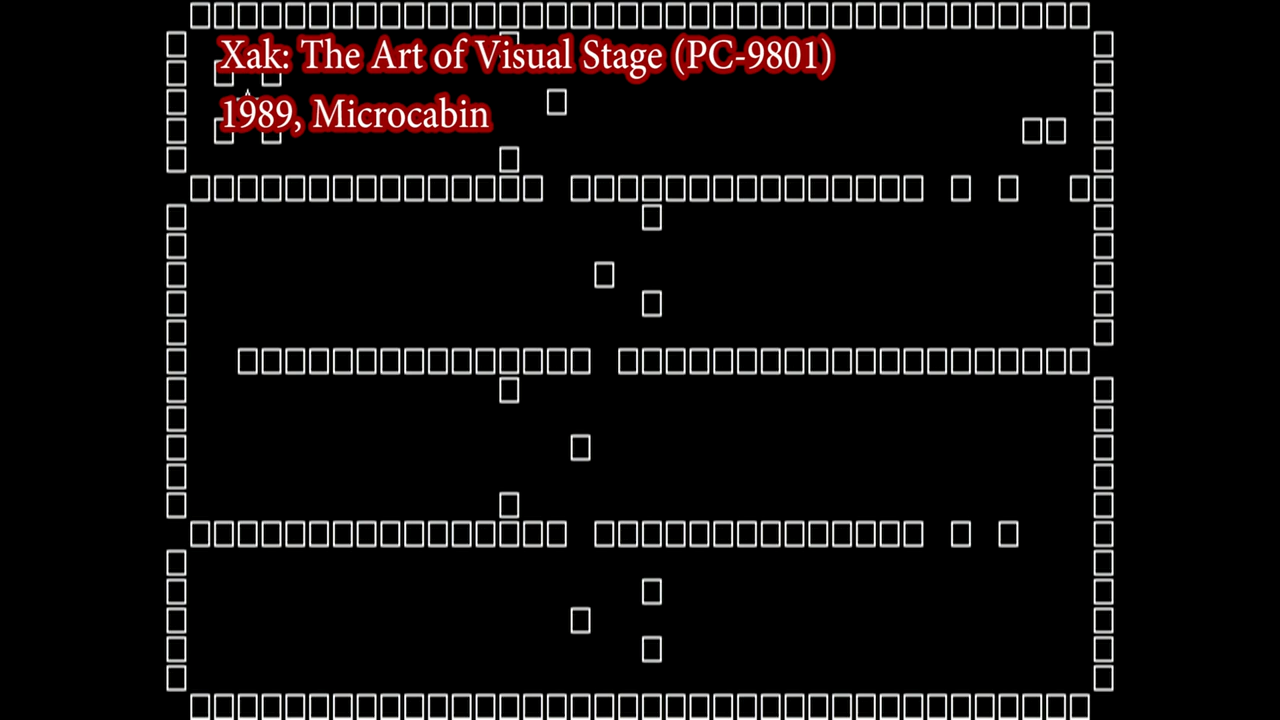 Xak: The Art of Visual Stage (PC-9801)
1989, Microcabin